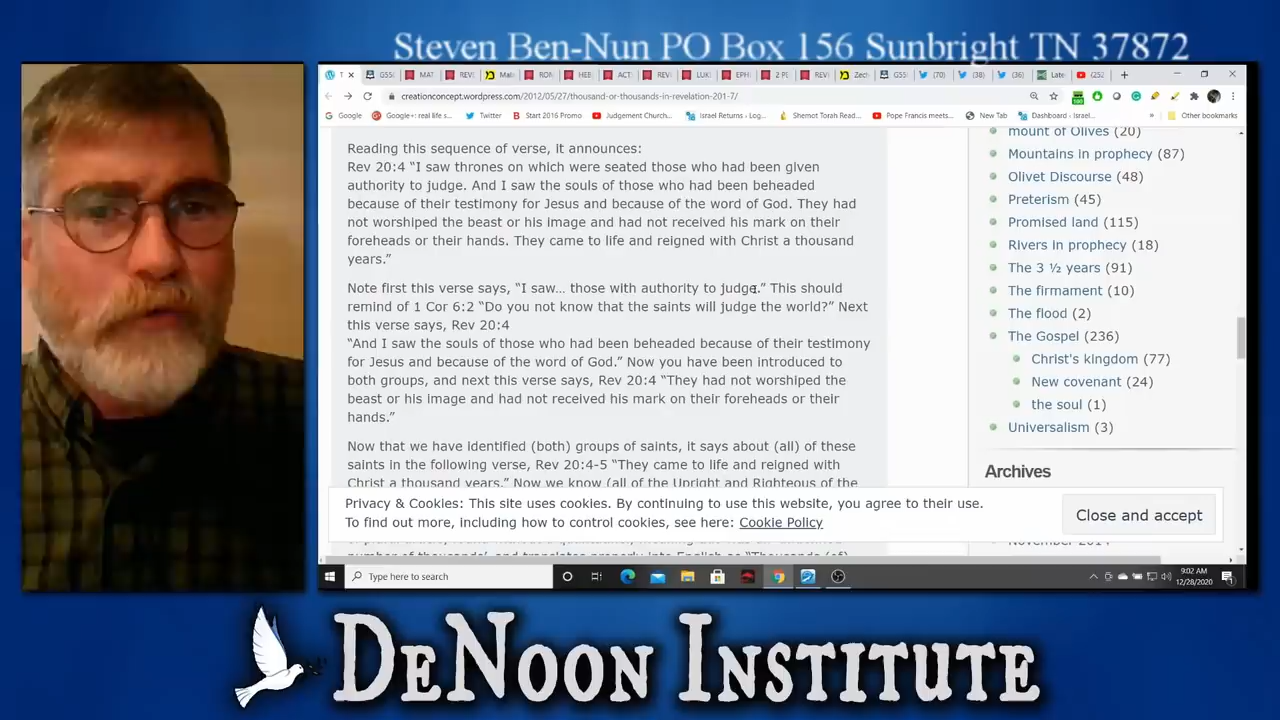 Steven Ben-Nun PO Box 156 Sunbright TN 37872
creationconcept.wordpress.com/2012/05/27/thousand-or-thousands-in-revelation-201-7/
Google
Google+: real life s...
Twitter
Start 2016 Promo
Judgement Church...
Israel Returns : Log...
Shemot Torah Read...
Pope Francis meets...
New Tab
Dashboard - Israel...
Other bookmarks
Reading this sequence of verse, it announces:
Rev 20:4 “I saw thrones on which were seated those who had been given
authority to judge. And I saw the souls of those who had been beheaded
because of their testimony for Jesus and because of the word of God. They had
not worshiped the beast or his image and had not received his mark on their
foreheads or their hands. They came to life and reigned with Christ a thousand
years.”
Note first this verse says, “I saw... those with authority to judge.” This should
remind of 1 Cor 6:2 “Do you not know that the saints will judge the world?” Next
this verse says, Rev 20:4
“And I saw the souls of those who had been beheaded because of their testimony
for Jesus and because of the word of God.” Now you have been introduced to
both groups, and next this verse says, Rev 20:4 “They had not worshiped the
beast or his image and had not received his mark on their foreheads or their
hands.”
Now that we have identified (both) groups of saints, it says about (all) of these
saints in the following verse, Rev 20:4-5 “They came to life and reigned with
Christ a thousand years.” Now we know (all of the Upright and Righteous of the
mount of Olives (20)
Mountains in prophecy (87)
Olivet Discourse (48)
Preterism (45)
Promised land (115)
Rivers in prophecy (18)
The 3 ½ years (91)
The firmament (10)
The flood (2)
The Gospel (236)
Christ's kingdom (77)
New covenant (24)
the soul (1)
Universalism (3)
Archives
Privacy & Cookies: This site uses cookies. By continuing to use this website, you agree to their use.
To find out more, including how to control cookies, see here: Cookie Policy
Close and accept
Type here to search
9:02 AM
12/28/2020
DeNoon Institute